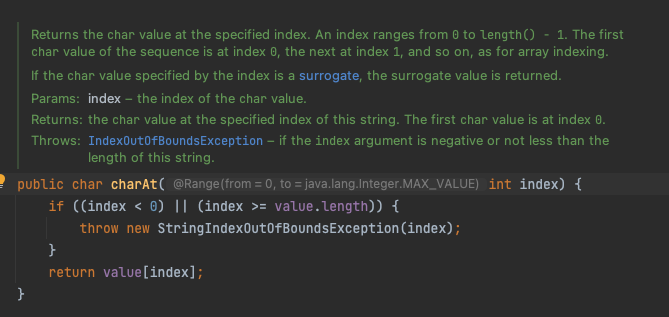 Returns the char value at the specified index. An index ranges from 0 to length() - 1. The first
char value of the sequence is at index 0, the next at index 1, and so on, as for array indexing.
If the char value specified by the index is a surrogate, the surrogate value is returned.
Params: index – the index of the char value.
Returns: the char value at the specified index of this string. The first char value is at index 0.
Throws: IndexOutOfBoundsException – if the index argument is negative or not less than the
length of this string.
public char charAt( @Range(from = 0, to = java.lang.Integer.MAX_VALUE) int index) {
if ((index < 0) || (index >= value.length)) {
throw new StringIndexOutOfBoundsException(index);
}
return value[index];
}